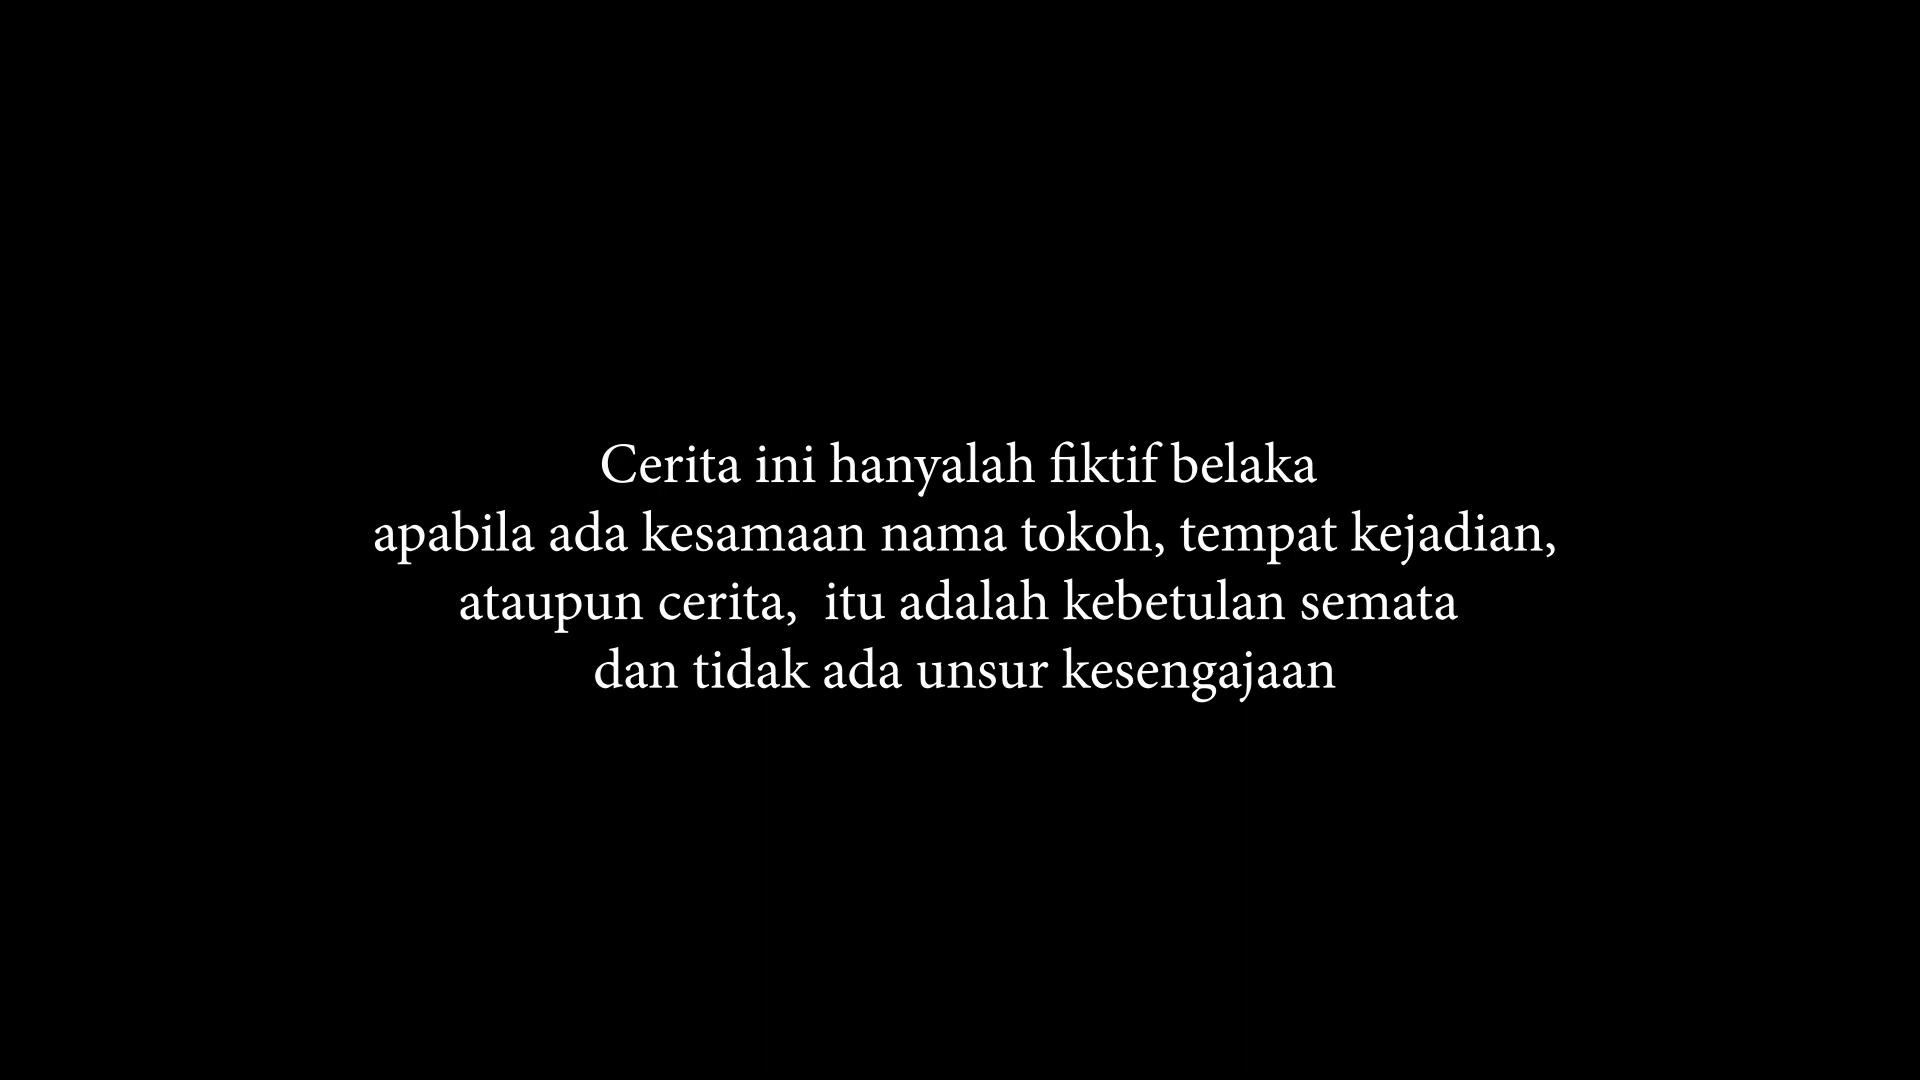 Cerita ini hanyalah fiktif belaka
apabila ada kesamaan nama tokoh, tempat kejadian,
ataupun cerita,  itu adalah kebetulan semata
dan tidak ada unsur kesengajaan